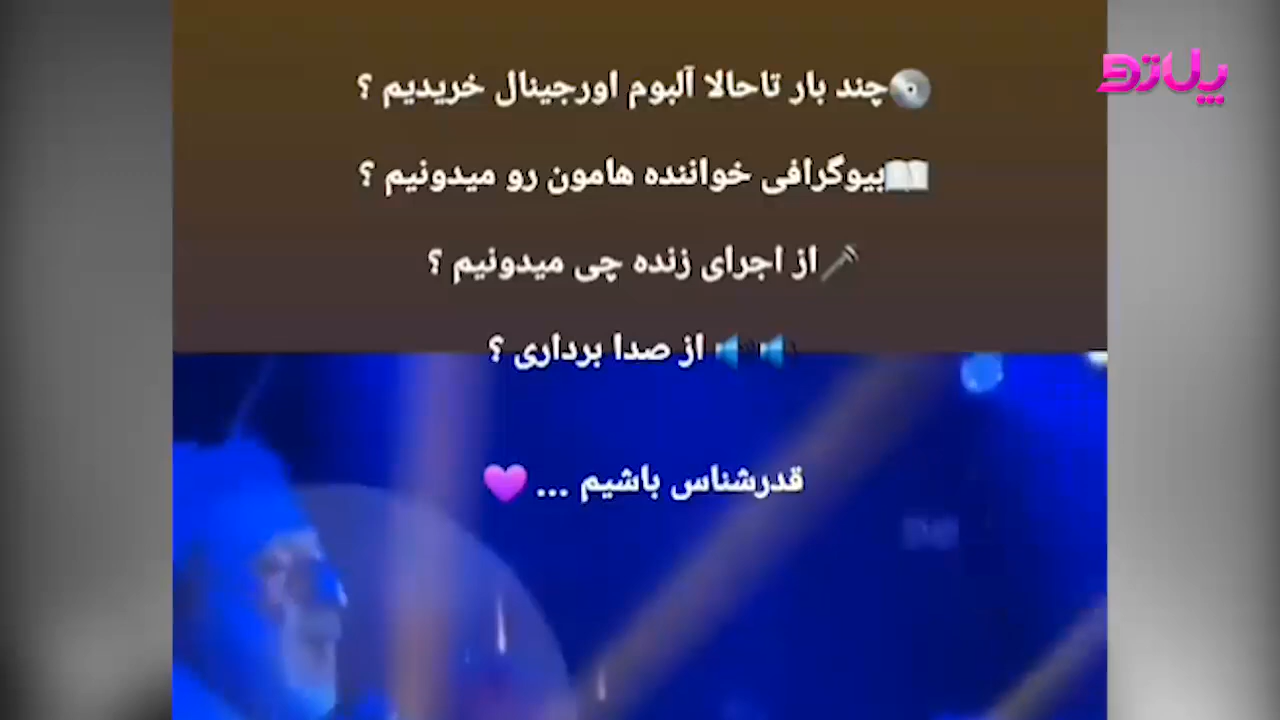 پلاتو
💿چند بار تاحالا آلبوم اورجینال خریدیم ؟
📖بیوگرافی خواننده هامون رو میدونیم ؟
🎤از اجرای زنده چی میدونیم ؟
🔊🔊 از صدا برداری ؟
قدرشناس باشیم ... 💗